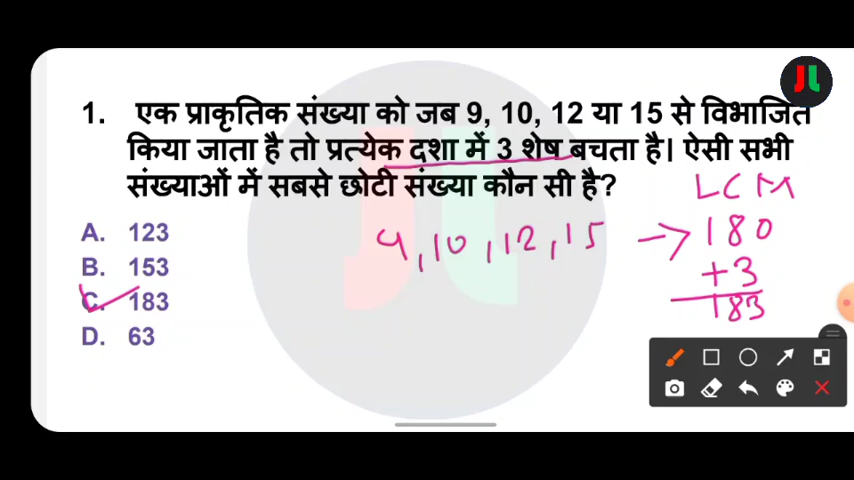 JL
1. एक प्राकृतिक संख्या को जब 9, 10, 12 या 15 से विभाजित
किया जाता है तो प्रत्येक दशा में 3 शेष बचता है। ऐसी सभी
संख्याओं में सबसे छोटी संख्या कौन सी है?
LCM
A. 123
9, 10, 12, 15 → 180
B. 153
+3
C. 183
183
D. 63